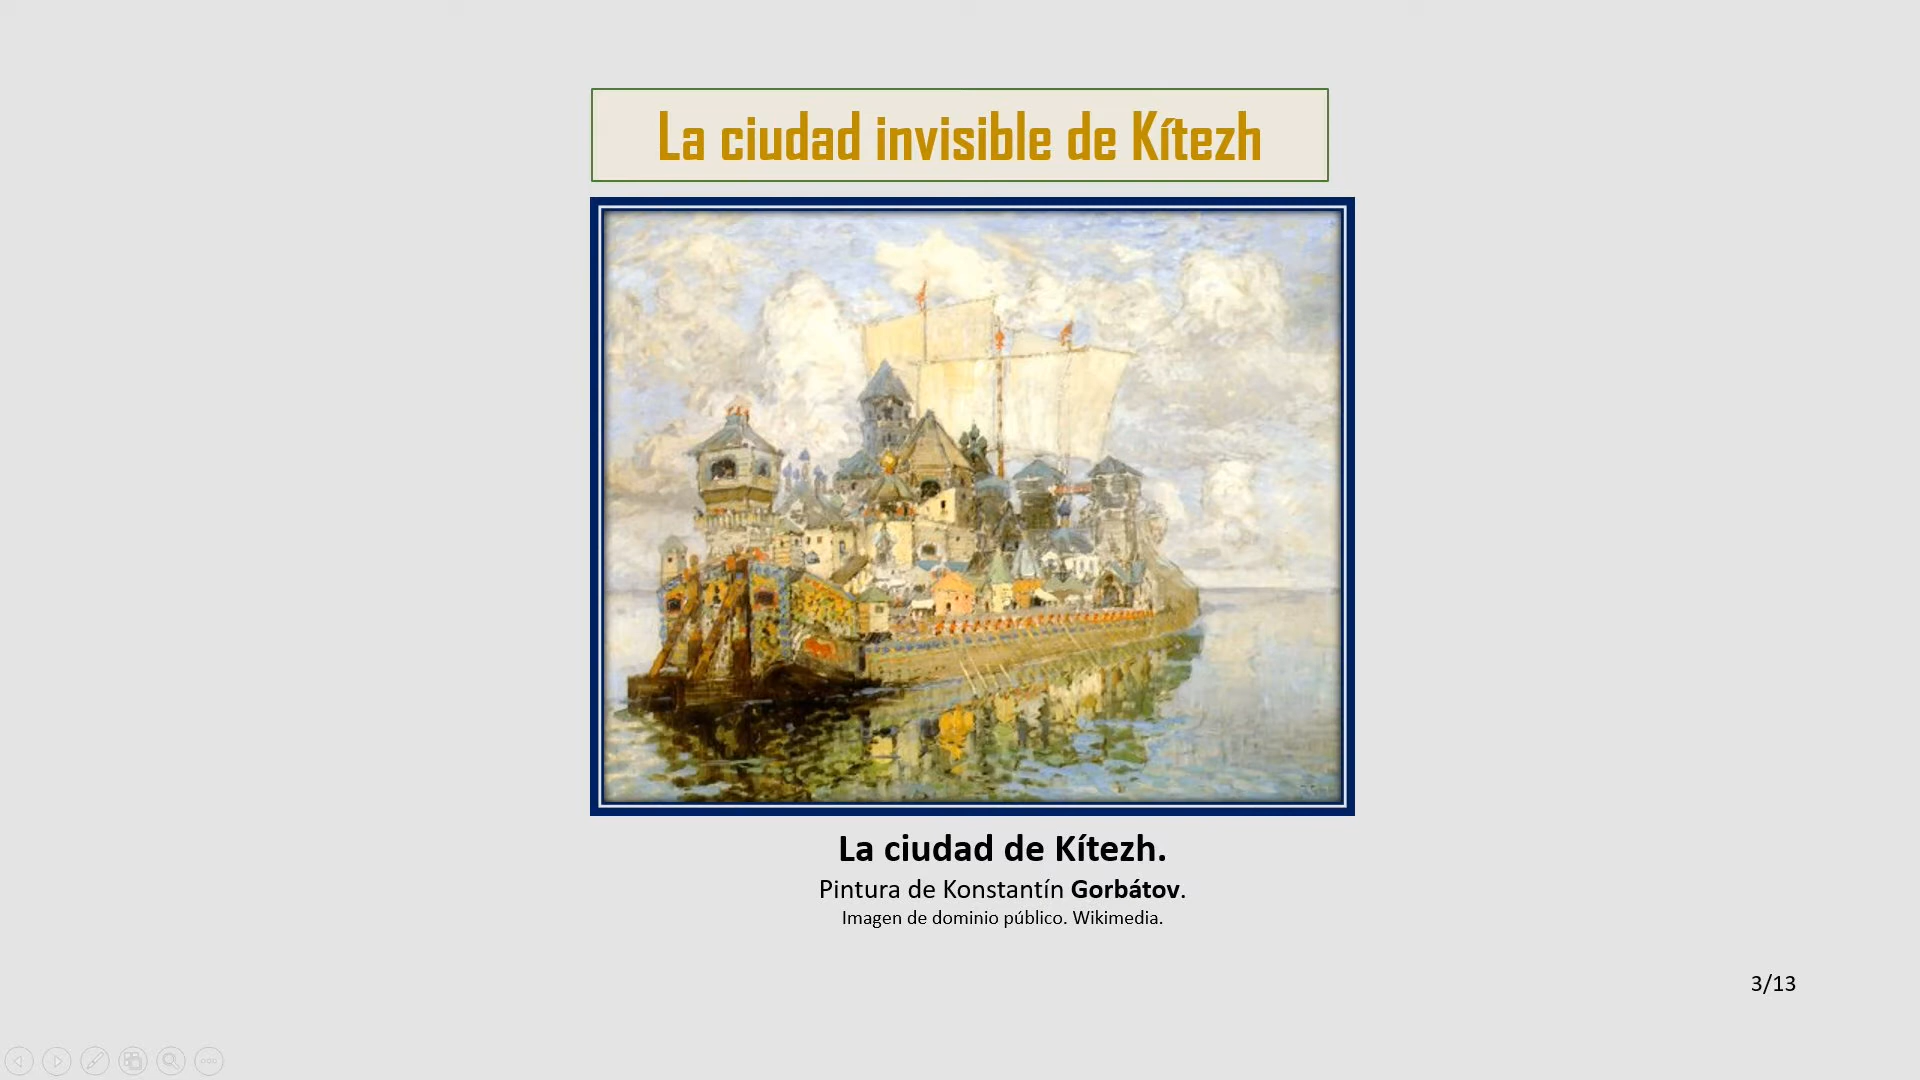 La ciudad invisible de Kítezh
La ciudad de Kítezh.
Pintura de Konstantín Gorbátov.
Imagen de dominio público. Wikimedia.
3/13